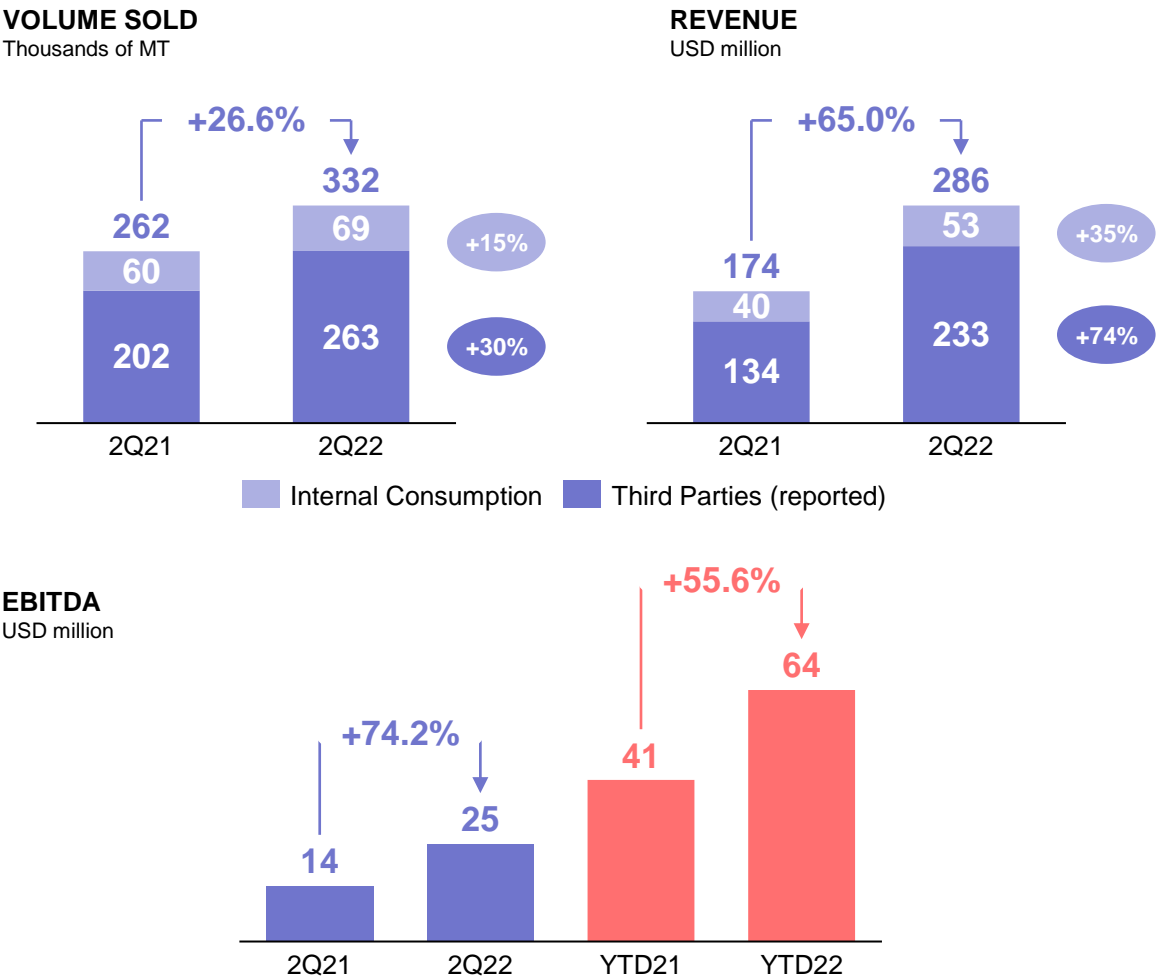 VOLUME SOLD
Thousands of MT
+26.6%
332
262
69
60
+15%
263
202
+30%
2Q21
2Q22
REVENUE
USD million
+65.0%
286
174
53
40
+35%
233
134
+74%
2Q21
2Q22
Internal Consumption
Third Parties (reported)
EBITDA
USD million
+74.2%
14
25
+55.6%
41
64
2Q21
2Q22
YTD21
YTD22